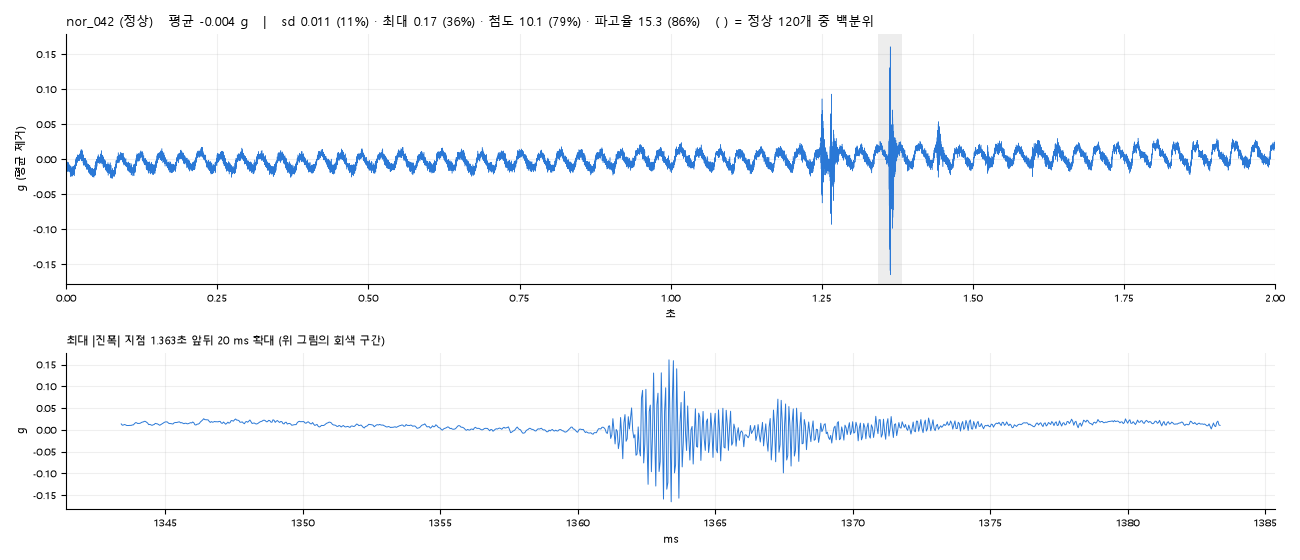 nor_042 (정상)   평균 -0.004 g   |   sd 0.011 (11%) · 최대 0.17 (36%) · 첨도 10.1 (79%) · 파고율 15.3 (86%)   ( ) = 정상 120개 중 백분위
0.15
0.10
0.05
0.00
-0.05
-0.10
-0.15
g (평균 제거)
0.00 0.25 0.50 0.75 1.00 1.25 1.50 1.75 2.00
초
최대 |진폭| 지점 1.363초 앞뒤 20 ms 확대 (위 그림의 회색 구간)
0.15
0.10
0.05
0.00
-0.05
-0.10
-0.15
g
1345 1350 1355 1360 1365 1370 1375 1380 1385
ms